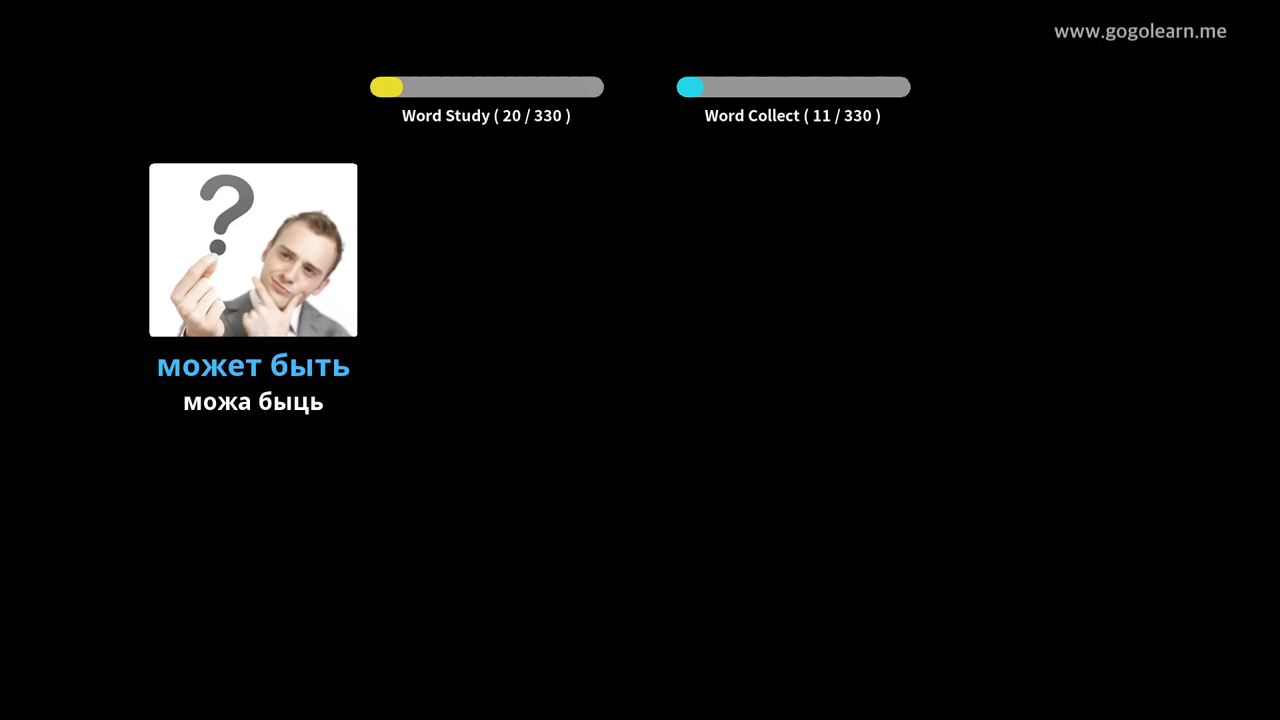 www.gogolearn.me
Word Study ( 20 / 330 )
Word Collect ( 11 / 330 )
?
может быть
можа быць